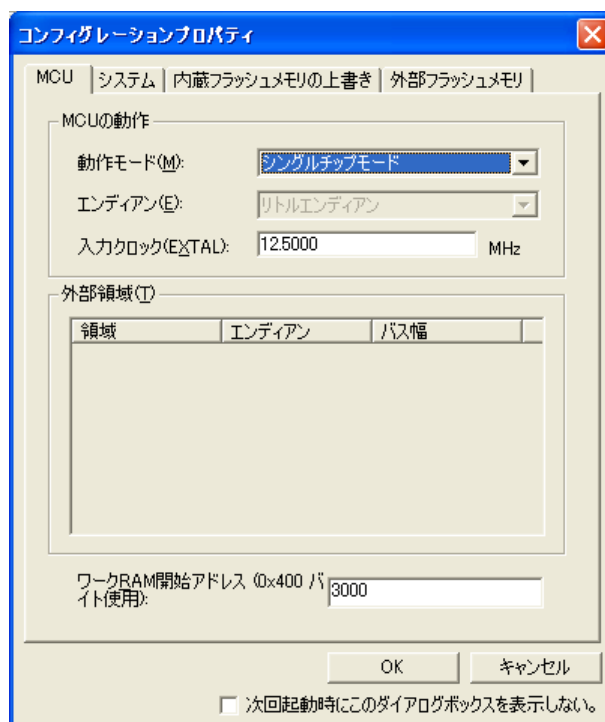 コンフィグレーションプロパティ
MCU システム 内蔵フラッシュメモリの上書き 外部フラッシュメモリ
MCUの動作
動作モード(M): シングルチップモード
エンディアン(E): リトルエンディアン
入力クロック(EXTAL): 12.5000 MHz
外部領域(T)
領域 エンディアン バス幅
ワークRAM開始アドレス (0x400 バ
イト使用): 3000
OK キャンセル
次回起動時にこのダイアログボックスを表示しない。